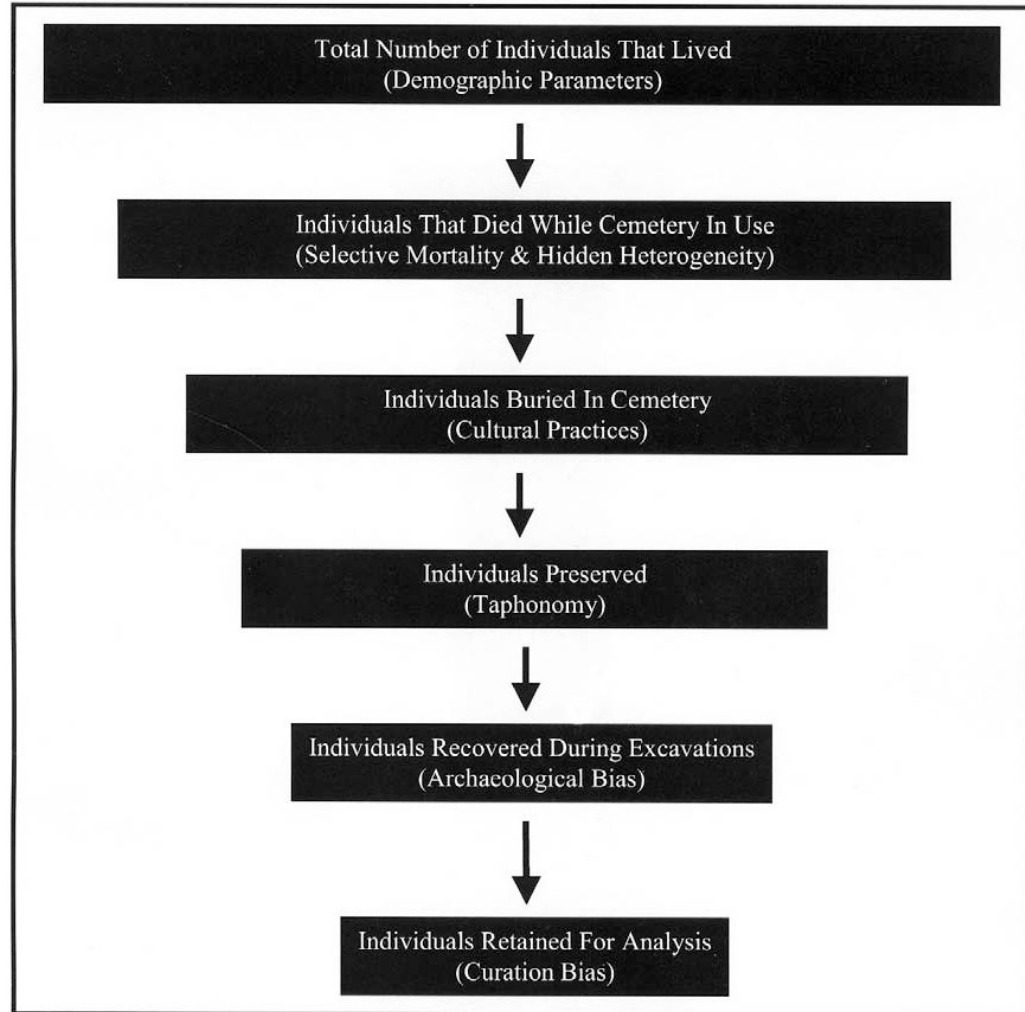 Total Number of Individuals That Lived
(Demographic Parameters)
Individuals That Died While Cemetery In Use
(Selective Mortality & Hidden Heterogeneity)
Individuals Buried In Cemetery
(Cultural Practices)
Individuals Preserved
(Taphonomy)
Individuals Recovered During Excavations
(Archaeological Bias)
Individuals Retained For Analysis
(Curation Bias)